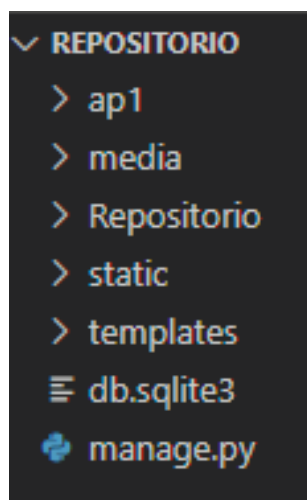 REPOSITORIO
ap1
media
Repositorio
static
templates
db.sqlite3
manage.py